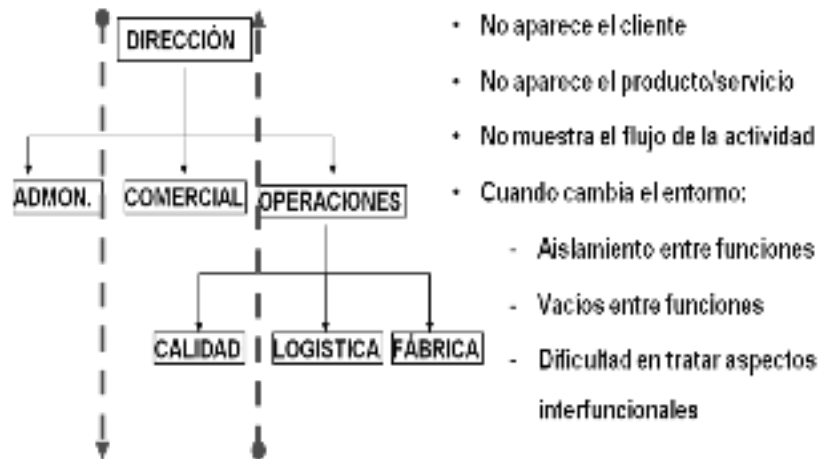 DIRECCIÓN
ADMON. COMERCIAL OPERACIONES
CALIDAD LOGISTICA FÁBRICA
• No aparece el cliente
• No aparece el producto/servicio
• No muestra el flujo de la actividad
• Cuando cambia el entorno:
- Aislamiento entre funciones
- Vacios entre funciones
- Dificultad en tratar aspectos
interfuncionales